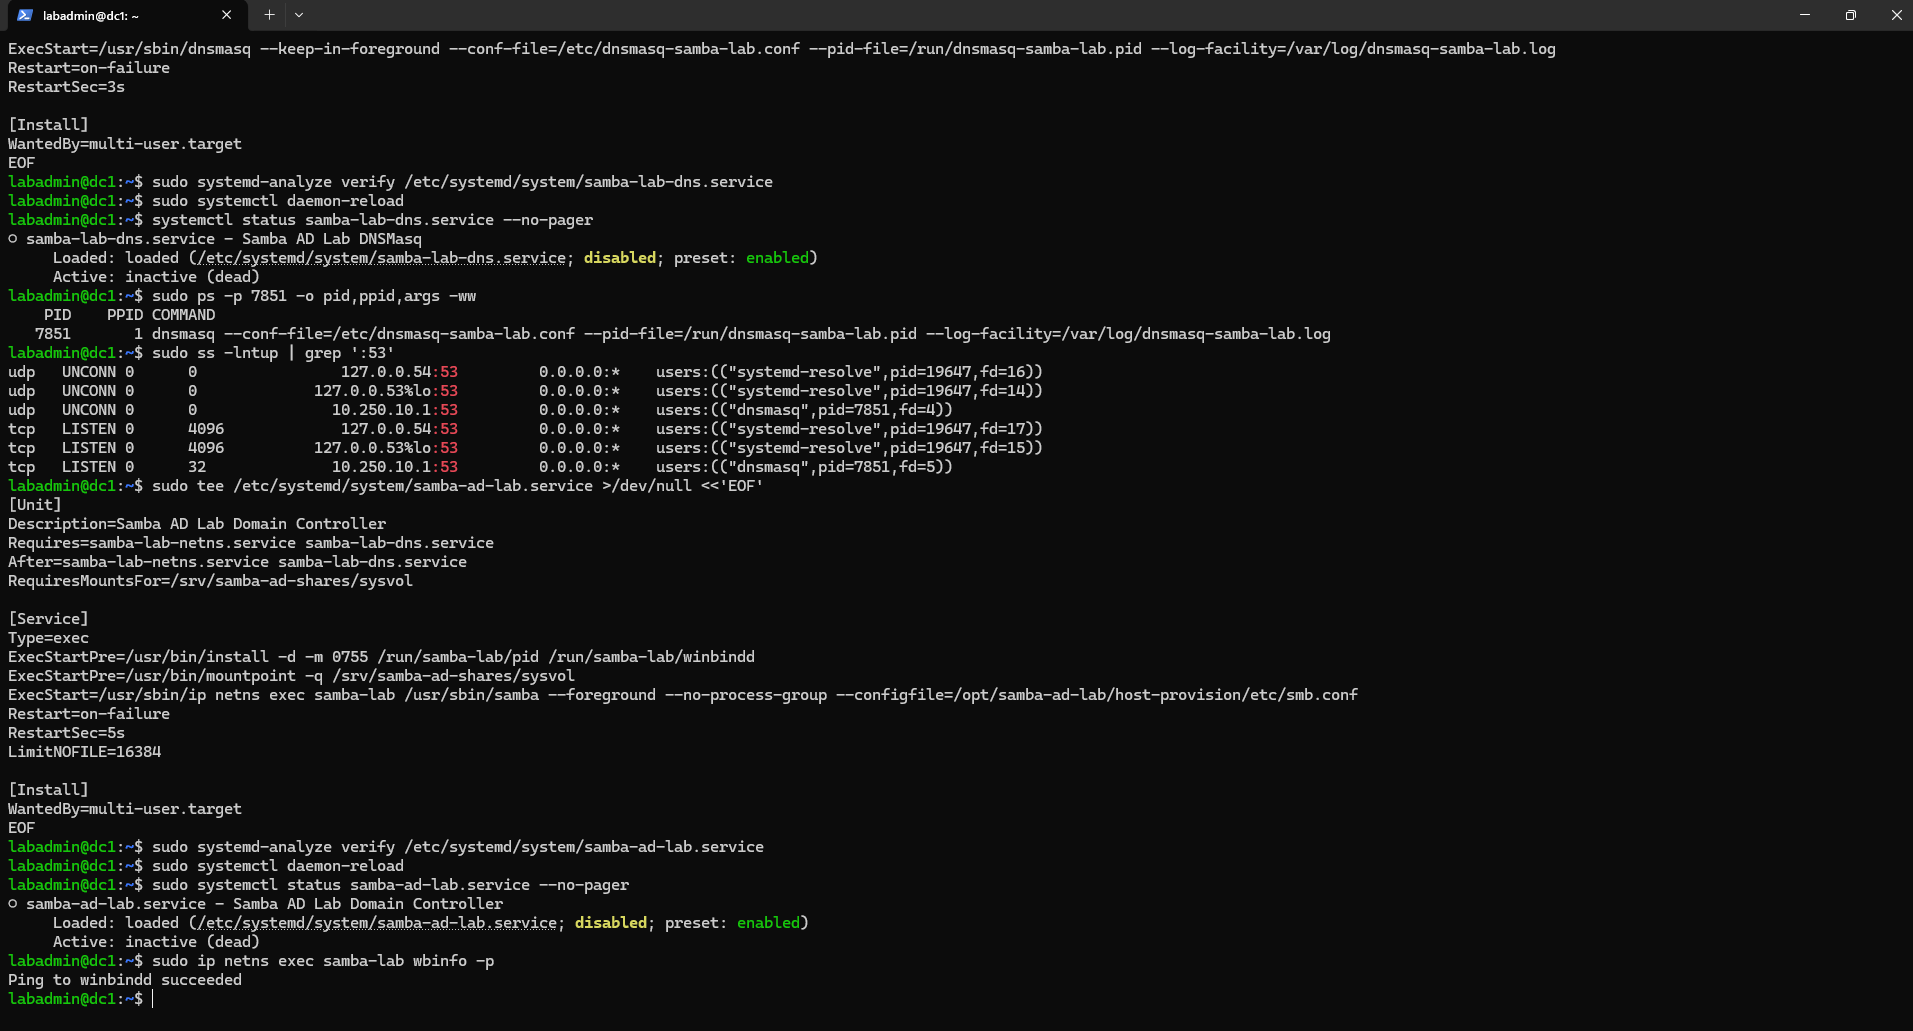 labadmin@dc1: ~
ExecStart=/usr/sbin/dnsmasq --keep-in-foreground --conf-file=/etc/dnsmasq-samba-lab.conf --pid-file=/run/dnsmasq-samba-lab.pid --log-facility=/var/log/dnsmasq-samba-lab.log
Restart=on-failure
RestartSec=3s
[Install]
WantedBy=multi-user.target
EOF
labadmin@dc1:~$ sudo systemd-analyze verify /etc/systemd/system/samba-lab-dns.service
labadmin@dc1:~$ sudo systemctl daemon-reload
labadmin@dc1:~$ systemctl status samba-lab-dns.service --no-pager
○ samba-lab-dns.service - Samba AD Lab DNSMasq
     Loaded: loaded (/etc/systemd/system/samba-lab-dns.service; disabled; preset: enabled)
     Active: inactive (dead)
labadmin@dc1:~$ sudo ps -p 7851 -o pid,ppid,args -ww
    PID    PPID COMMAND
   7851       1 dnsmasq --conf-file=/etc/dnsmasq-samba-lab.conf --pid-file=/run/dnsmasq-samba-lab.pid --log-facility=/var/log/dnsmasq-samba-lab.log
labadmin@dc1:~$ sudo ss -lntup | grep ':53'
udp   UNCONN 0      0                127.0.0.54:53         0.0.0.0:*    users:(("systemd-resolve",pid=19647,fd=16))
udp   UNCONN 0      0             127.0.0.53%lo:53         0.0.0.0:*    users:(("systemd-resolve",pid=19647,fd=14))
udp   UNCONN 0      0               10.250.10.1:53         0.0.0.0:*    users:(("dnsmasq",pid=7851,fd=4))
tcp   LISTEN 0      4096             127.0.0.54:53         0.0.0.0:*    users:(("systemd-resolve",pid=19647,fd=17))
tcp   LISTEN 0      4096          127.0.0.53%lo:53         0.0.0.0:*    users:(("systemd-resolve",pid=19647,fd=15))
tcp   LISTEN 0      32              10.250.10.1:53         0.0.0.0:*    users:(("dnsmasq",pid=7851,fd=5))
labadmin@dc1:~$ sudo tee /etc/systemd/system/samba-ad-lab.service >/dev/null <<'EOF'
[Unit]
Description=Samba AD Lab Domain Controller
Requires=samba-lab-netns.service samba-lab-dns.service
After=samba-lab-netns.service samba-lab-dns.service
RequiresMountsFor=/srv/samba-ad-shares/sysvol
[Service]
Type=exec
ExecStartPre=/usr/bin/install -d -m 0755 /run/samba-lab/pid /run/samba-lab/winbindd
ExecStartPre=/usr/bin/mountpoint -q /srv/samba-ad-shares/sysvol
ExecStart=/usr/sbin/ip netns exec samba-lab /usr/sbin/samba --foreground --no-process-group --configfile=/opt/samba-ad-lab/host-provision/etc/smb.conf
Restart=on-failure
RestartSec=5s
LimitNOFILE=16384
[Install]
WantedBy=multi-user.target
EOF
labadmin@dc1:~$ sudo systemd-analyze verify /etc/systemd/system/samba-ad-lab.service
labadmin@dc1:~$ sudo systemctl daemon-reload
labadmin@dc1:~$ sudo systemctl status samba-ad-lab.service --no-pager
○ samba-ad-lab.service - Samba AD Lab Domain Controller
     Loaded: loaded (/etc/systemd/system/samba-ad-lab.service; disabled; preset: enabled)
     Active: inactive (dead)
labadmin@dc1:~$ sudo ip netns exec samba-lab wbinfo -p
Ping to winbindd succeeded
labadmin@dc1:~$